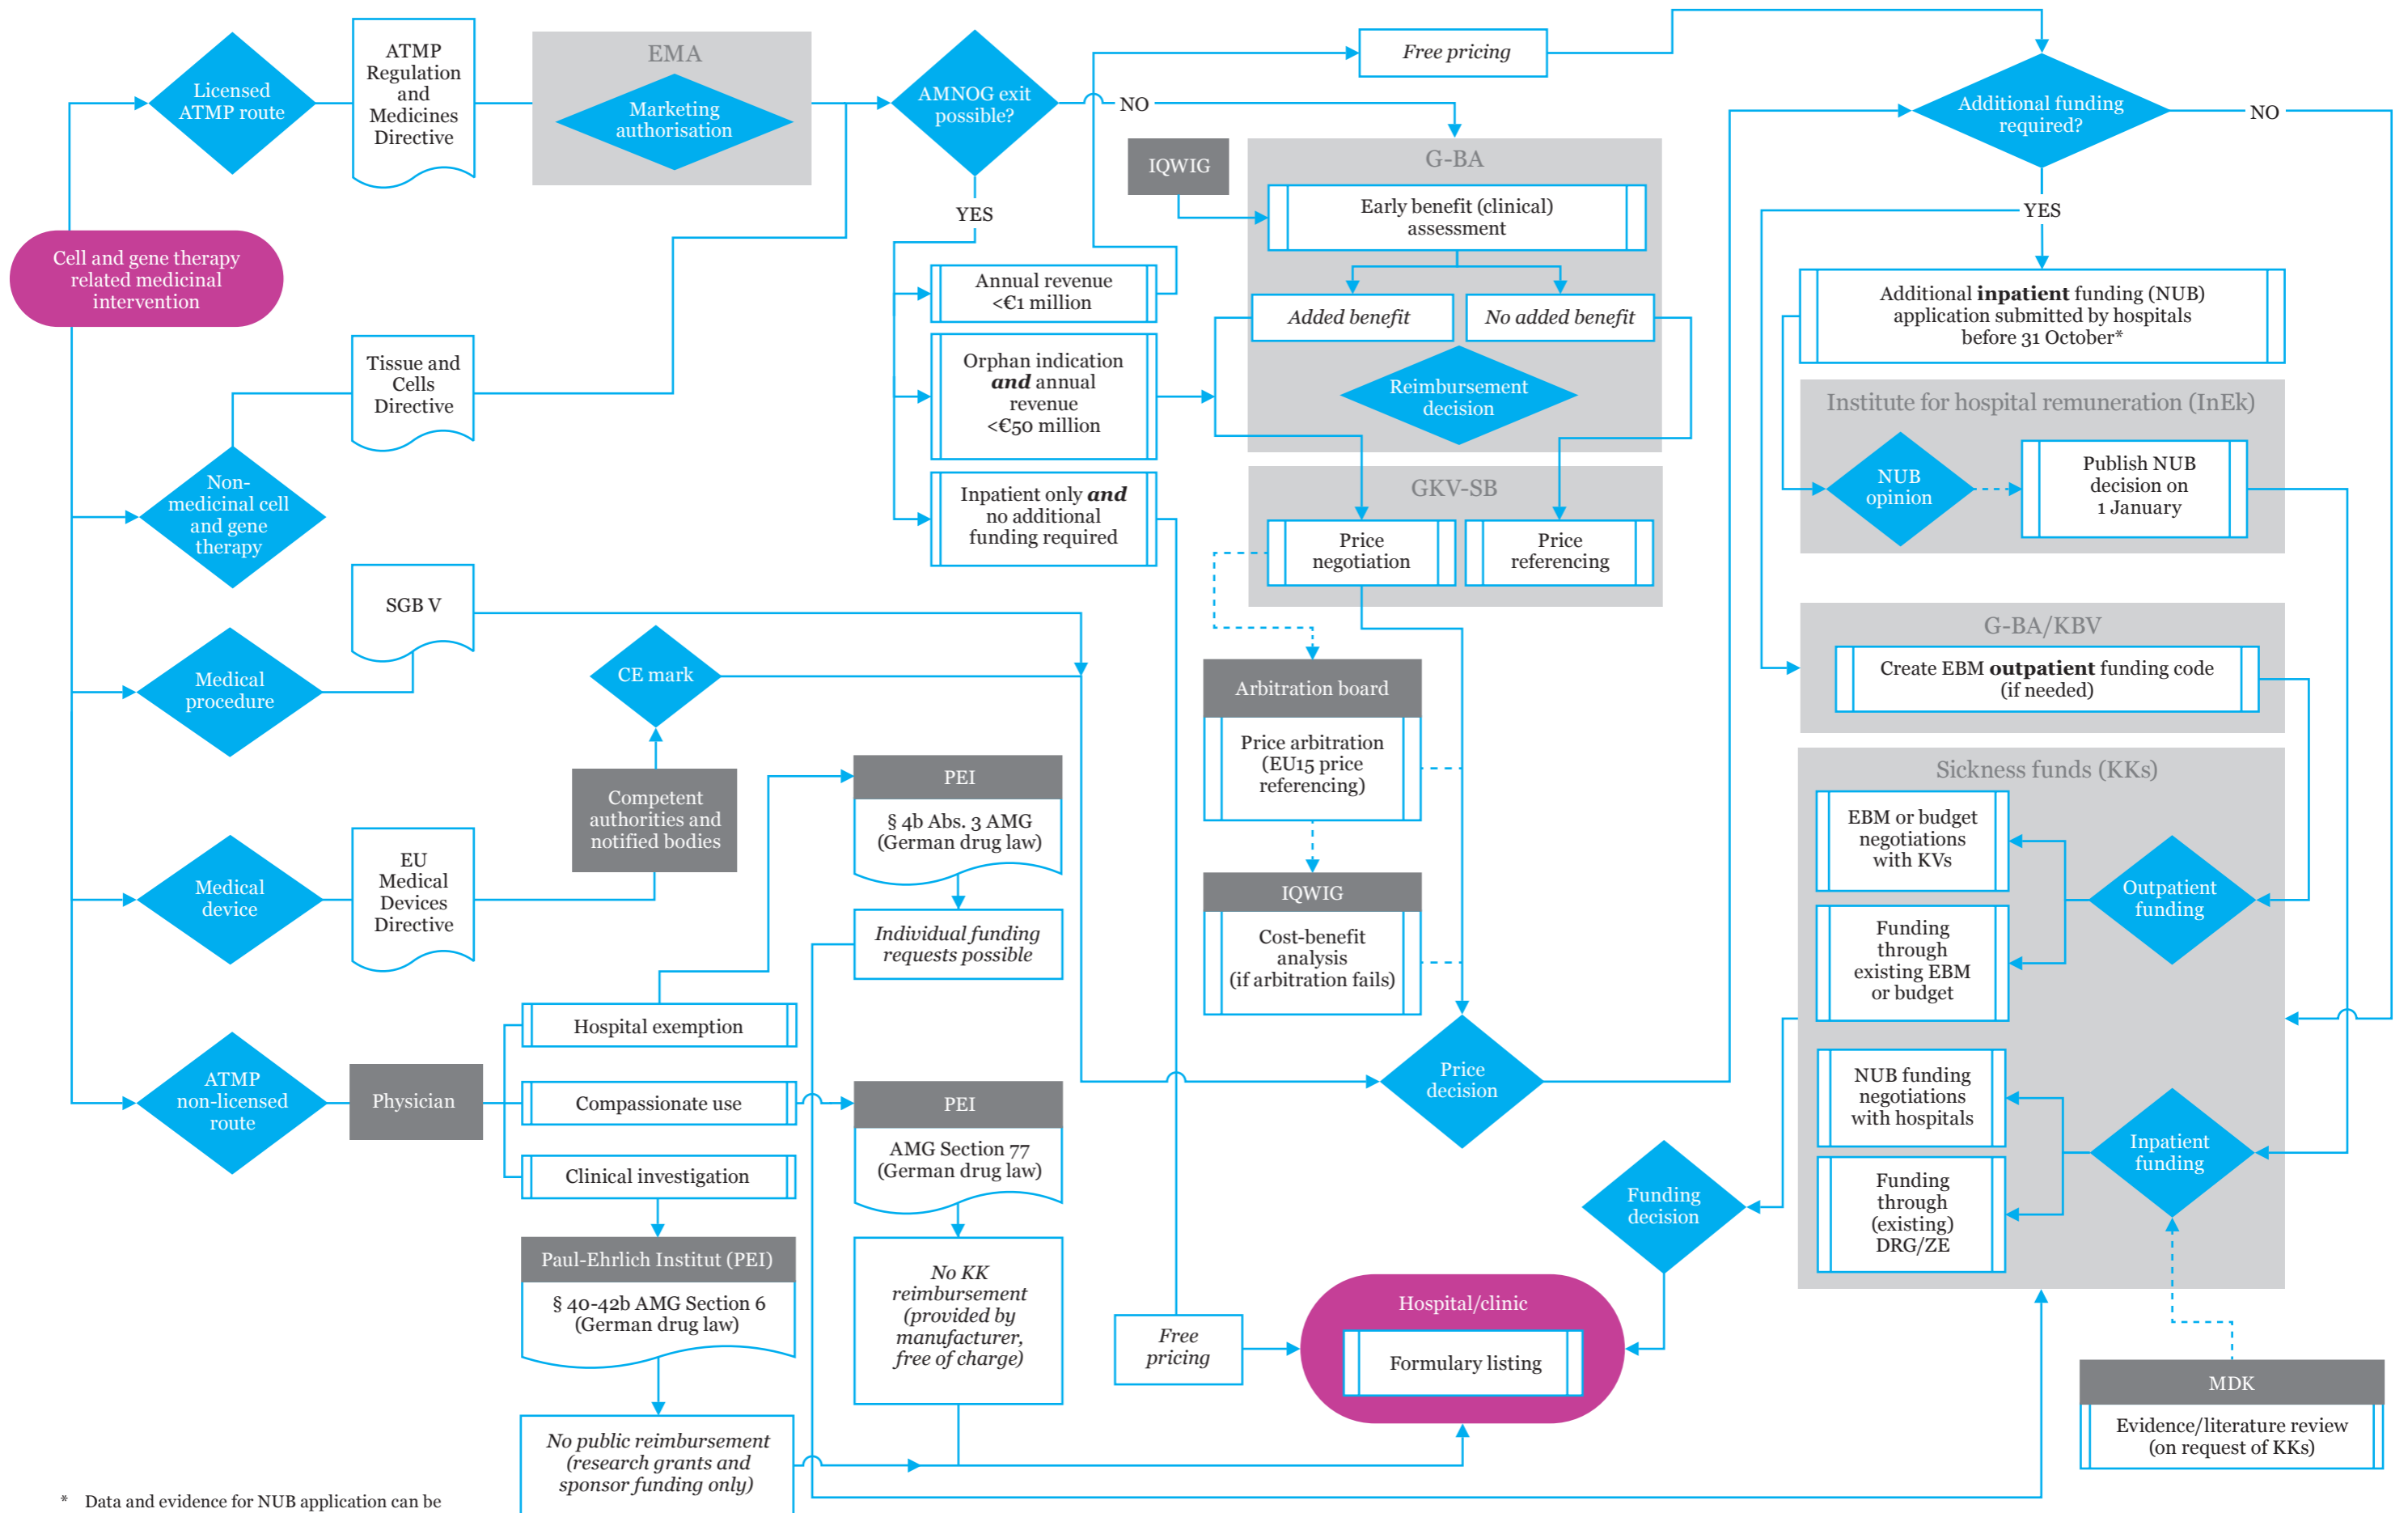 Cell and gene therapy
related medicinal
intervention
Licensed
ATMP route
ATMP
Regulation
and
Medicines
Directive
EMA
Marketing
authorisation
Non-
medicinal cell
and gene
therapy
Tissue and
Cells
Directive
Medical
procedure
SGB V
Medical
device
EU
Medical
Devices
Directive
Competent
authorities and
notified bodies
CE mark
ATMP
non-licensed
route
Physician
Hospital exemption
Compassionate use
Clinical investigation
Paul-Ehrlich Institut (PEI)
§ 40-42b AMG Section 6
(German drug law)
No public reimbursement
(research grants and
sponsor funding only)
PEI
§ 4b Abs. 3 AMG
(German drug law)
Individual funding
requests possible
PEI
AMG Section 77
(German drug law)
No KK
reimbursement
(provided by
manufacturer,
free of charge)
AMNOG exit
possible?
NO
YES
Annual revenue
<€1 million
Orphan indication
and annual
revenue
<€50 million
Inpatient only and
no additional
funding required
Free pricing
IQWIG
G-BA
Early benefit (clinical)
assessment
Added benefit
No added benefit
Reimbursement
decision
GKV-SB
Price
negotiation
Price
referencing
Arbitration board
Price arbitration
(EU15 price
referencing)
IQWIG
Cost-benefit
analysis
(if arbitration fails)
Price
decision
Free
pricing
Hospital/clinic
Formulary listing
Funding
decision
Additional funding
required?
NO
YES
Additional inpatient funding (NUB)
application submitted by hospitals
before 31 October*
Institute for hospital remuneration (InEk)
NUB
opinion
Publish NUB
decision on
1 January
G-BA/KBV
Create EBM outpatient funding code
(if needed)
Sickness funds (KKs)
EBM or budget
negotiations
with KVs
Funding
through
existing EBM
or budget
Outpatient
funding
NUB funding
negotiations
with hospitals
Funding
through
(existing)
DRG/ZE
Inpatient
funding
MDK
Evidence/literature review
(on request of KKs)
* Data and evidence for NUB application can be